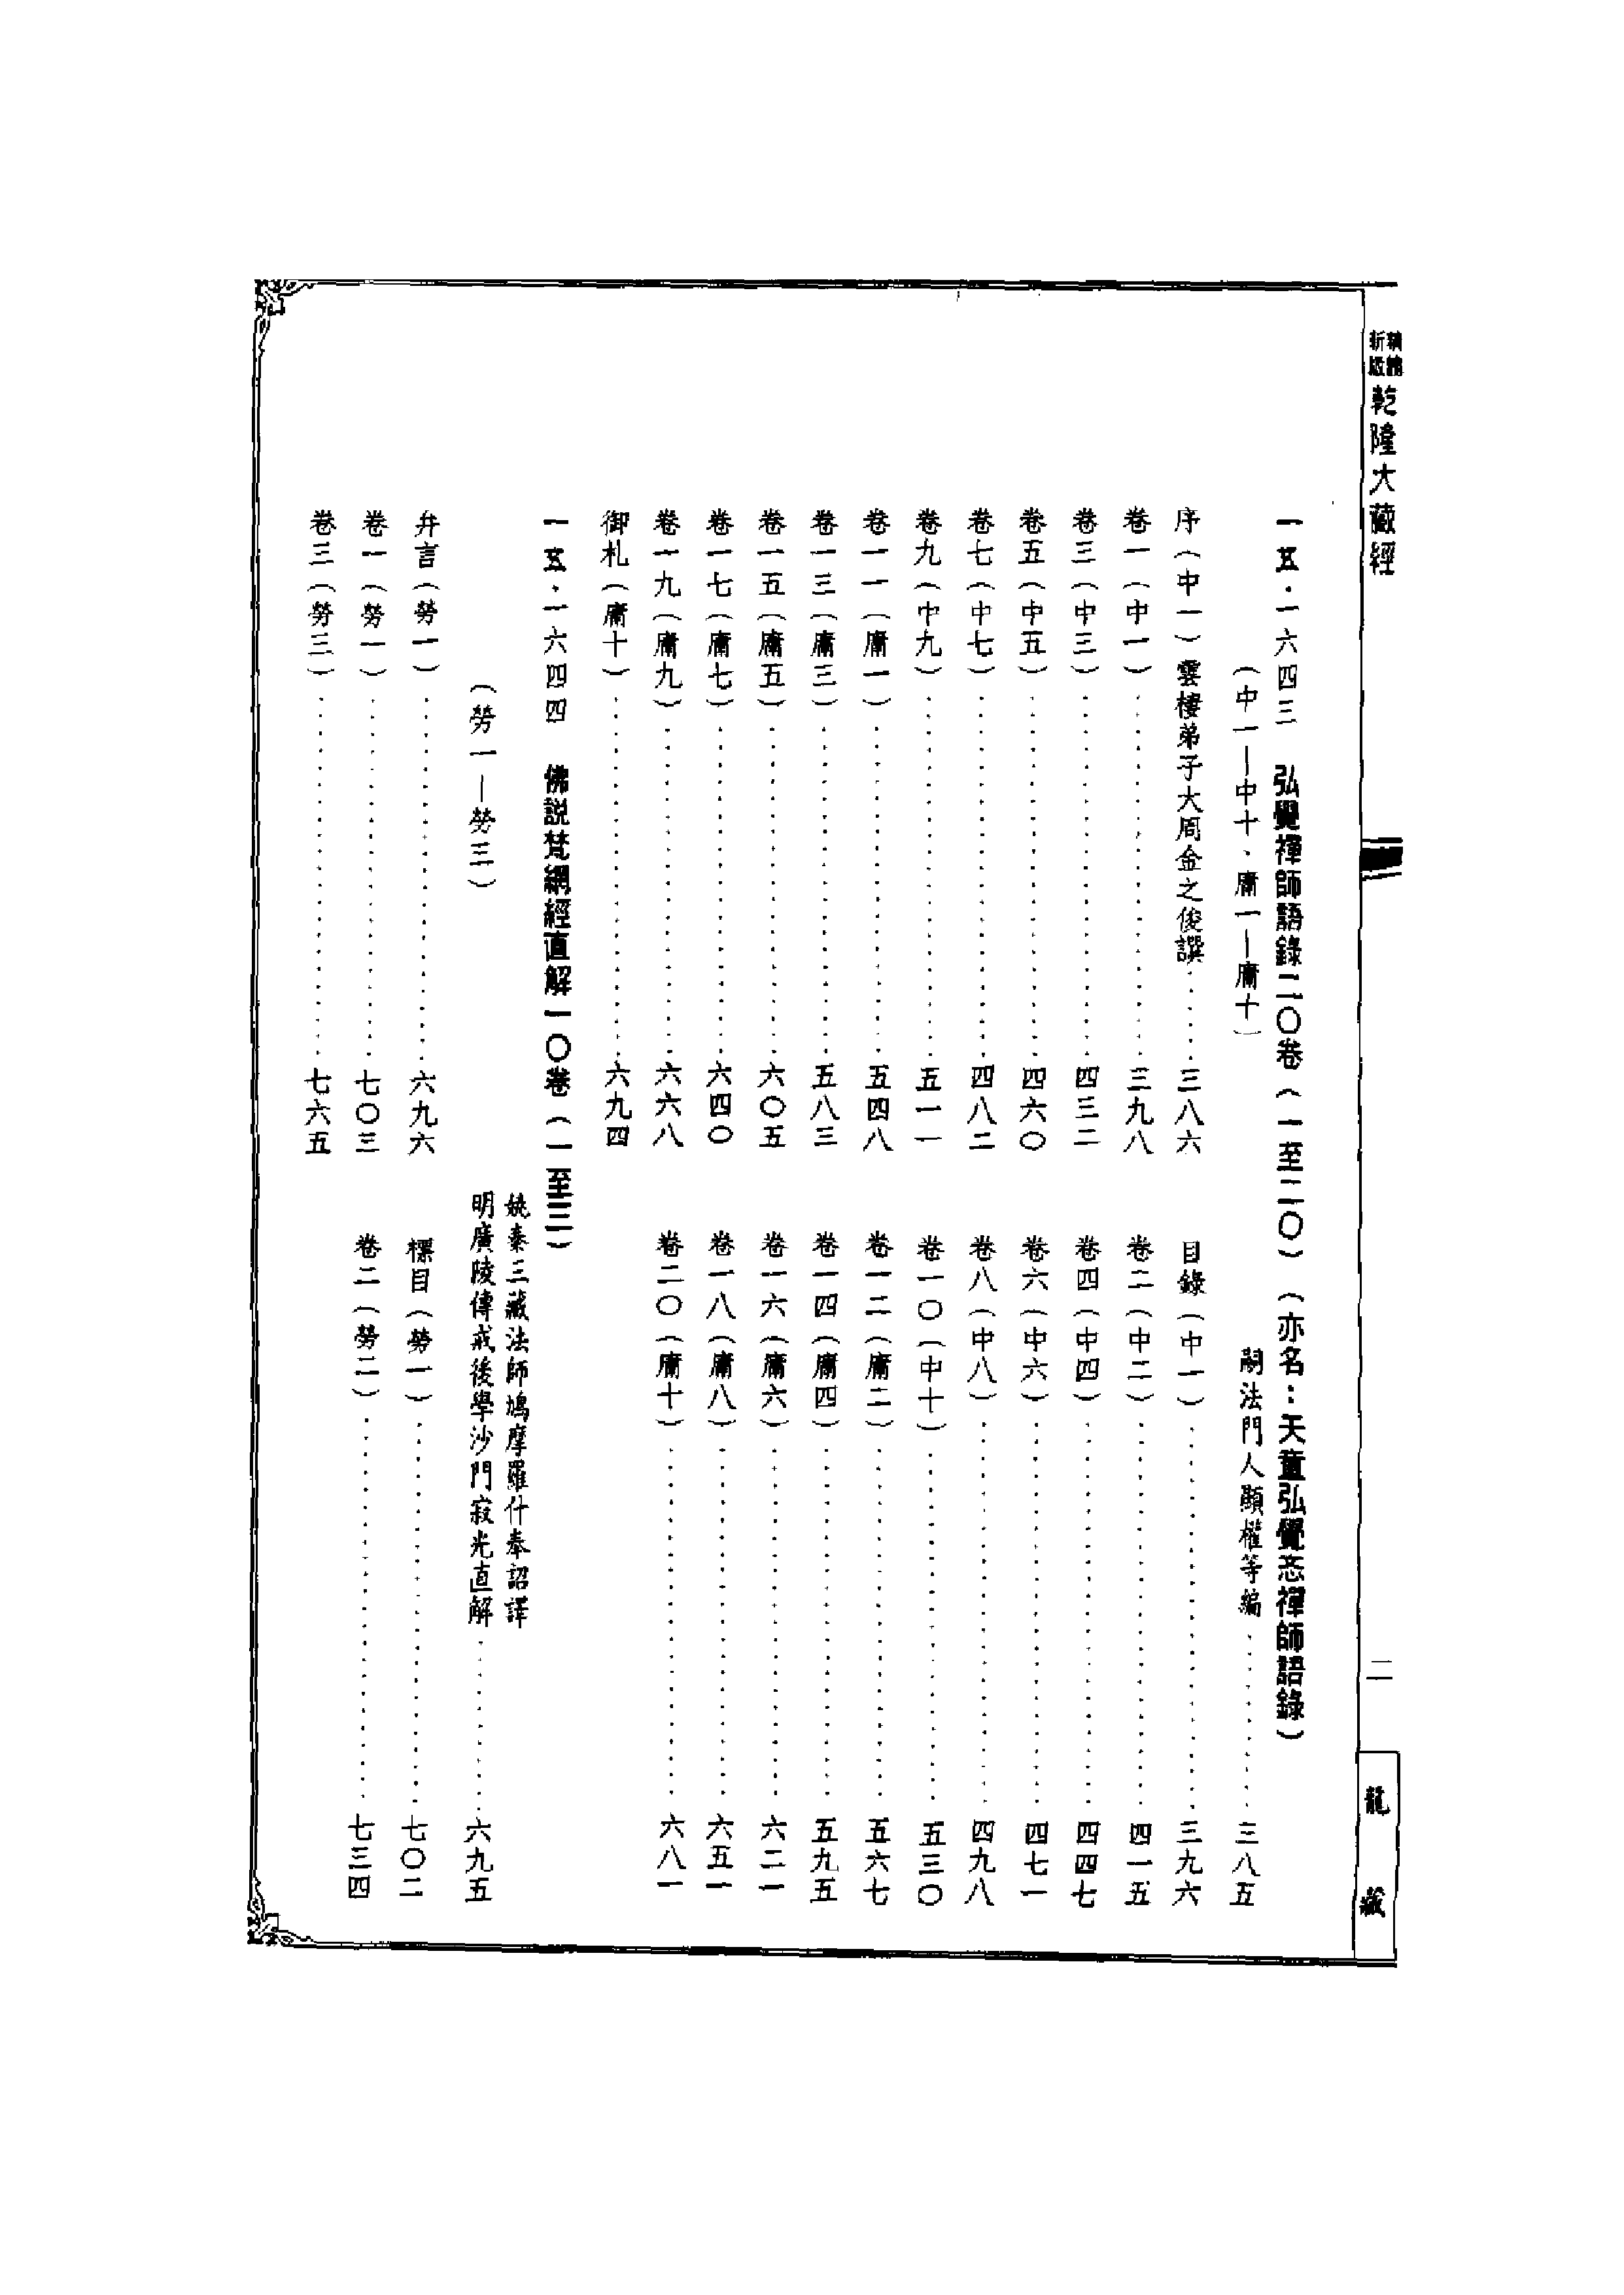 新版
精縮
乾隆大藏經
二
龍藏
一五·一六四三 弘覺禪師語錄二〇卷(一至二〇)(亦名:天童弘覺忞禪師語錄)
(中一—中十、庸一—庸十) 嗣法門人顯權等編………三八五
序(中一)雲棲弟子大周金之俊譔……三八六 目錄(中一)………三九六
卷一(中一)………三九八 卷二(中二)………四一五
卷三(中三)………四三二 卷四(中四)………四四七
卷五(中五)………四六〇 卷六(中六)………四七一
卷七(中七)………四八二 卷八(中八)………四九八
卷九(中九)………五一一 卷一〇(中十)………五三〇
卷一一(庸一)………五四八 卷一二(庸二)………五六七
卷一三(庸三)………五八三 卷一四(庸四)………五九五
卷一五(庸五)………六〇五 卷一六(庸六)………六二一
卷一七(庸七)………六四〇 卷一八(庸八)………六五一
卷一九(庸九)………六六八 卷二〇(庸十)………六八一
御札(庸十)………六九四
一五·一六四四 佛説梵網經直解一〇卷(一至三)
姚秦三藏法師鳩摩羅什奉詔譯
(勞一—勞三) 明廣陵傳戒後學沙門寂光直解………六九五
弁言(勞一)………六九六 標目(勞一)………七〇二
卷一(勞一)………七〇三 卷二(勞二)………七三四
卷三(勞三)………七六五